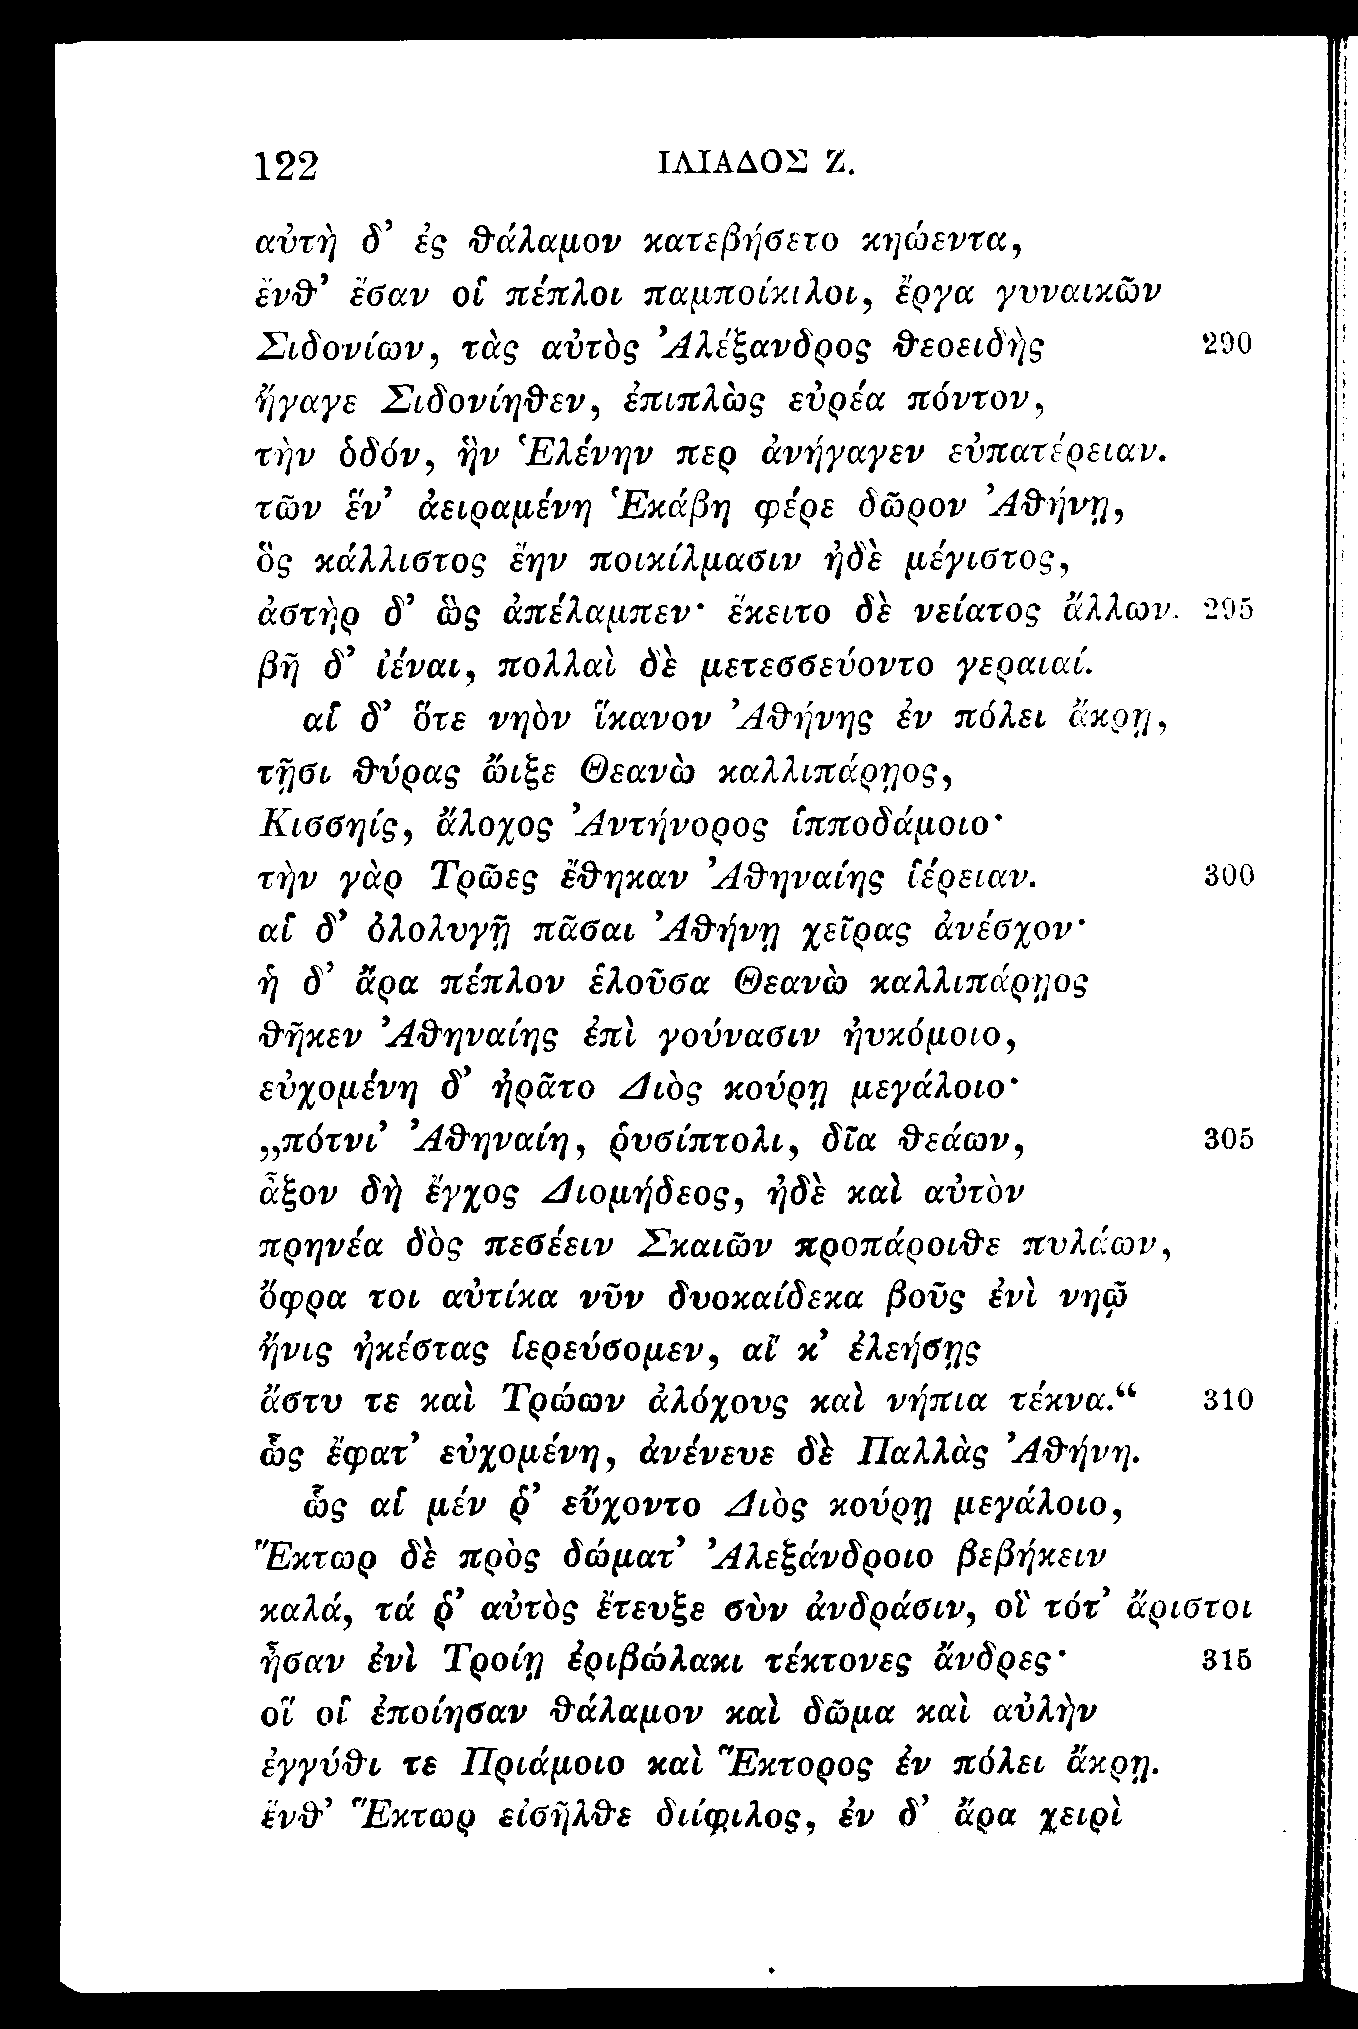 122 ΙΛΙΑΔΟΣ Ζ.
αὐτὴ δ’ ἐς θάλαμον κατεβήσετο κηώεντα,
ἔνθ’ ἔσαν οἱ πέπλοι παμποίκιλοι, ἔργα γυναικῶν
Σιδονίων, τὰς αὐτὸς Ἀλέξανδρος θεοειδὴς 290
ἤγαγε Σιδονίηθεν, ἐπιπλὼς εὐρέα πόντον,
τὴν ὁδόν, ἣν Ἑλένην περ ἀνήγαγεν εὐπατέρειαν.
τῶν ἕν’ ἀειραμένη Ἑκάβη φέρε δῶρον Ἀθήνῃ,
ὃς κάλλιστος ἔην ποικίλμασιν ἠδὲ μέγιστος,
ἀστὴρ δ’ ὣς ἀπέλαμπεν· ἔκειτο δὲ νείατος ἄλλων. 295
βῆ δ’ ἰέναι, πολλαὶ δὲ μετεσσεύοντο γεραιαί.
αἱ δ’ ὅτε νηὸν ἵκανον Ἀθήνης ἐν πόλει ἄκρῃ,
τῇσι θύρας ὤιξε Θεανὼ καλλιπάρῃος,
Κισσηίς, ἄλοχος Ἀντήνορος ἱπποδάμοιο·
τὴν γὰρ Τρῶες ἔθηκαν Ἀθηναίης ἱέρειαν. 300
αἱ δ’ ὀλολυγῇ πᾶσαι Ἀθήνῃ χεῖρας ἀνέσχον·
ἡ δ’ ἄρα πέπλον ἑλοῦσα Θεανὼ καλλιπάρῃος
θῆκεν Ἀθηναίης ἐπὶ γούνασιν ἠυκόμοιο,
εὐχομένη δ’ ἠρᾶτο Διὸς κούρῃ μεγάλοιο·
„πότνι’ Ἀθηναίη, ῥυσίπτολι, δῖα θεάων, 305
ἆξον δὴ ἔγχος Διομήδεος, ἠδὲ καὶ αὐτὸν
πρηνέα δὸς πεσέειν Σκαιῶν προπάροιθε πυλάων,
ὄφρα τοι αὐτίκα νῦν δυοκαίδεκα βοῦς ἐνὶ νηῷ
ἤνις ἠκέστας ἱερεύσομεν, αἴ κ’ ἐλεήσῃς
ἄστυ τε καὶ Τρώων ἀλόχους καὶ νήπια τέκνα.“ 310
ὣς ἔφατ’ εὐχομένη, ἀνένευε δὲ Παλλὰς Ἀθήνη.
ὣς αἱ μέν ῥ’ εὔχοντο Διὸς κούρῃ μεγάλοιο,
Ἕκτωρ δὲ πρὸς δώματ’ Ἀλεξάνδροιο βεβήκειν
καλά, τά ῥ’ αὐτὸς ἔτευξε σὺν ἀνδράσιν, οἳ τότ’ ἄριστοι
ἦσαν ἐνὶ Τροίῃ ἐριβώλακι τέκτονες ἄνδρες· 315
οἵ οἱ ἐποίησαν θάλαμον καὶ δῶμα καὶ αὐλὴν
ἐγγύθι τε Πριάμοιο καὶ Ἕκτορος ἐν πόλει ἄκρῃ.
ἔνθ’ Ἕκτωρ εἰσῆλθε διίφιλος, ἐν δ’ ἄρα χειρὶ